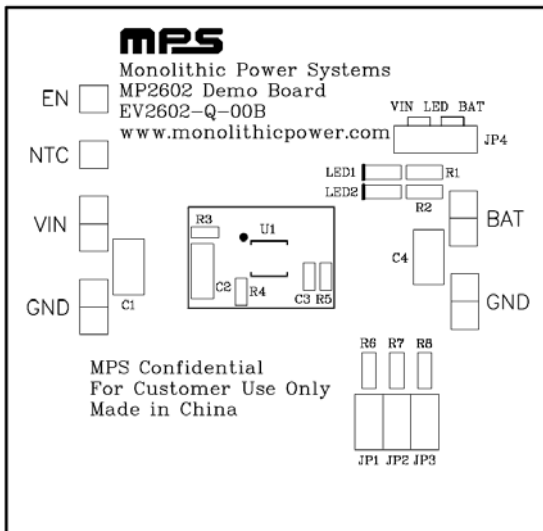 MPS
Monolithic Power Systems
MP2602 Demo Board
EV2602-Q-00B
www.monolithicpower.com
EN
NTC
VIN
GND
C1
VIN LED BAT
JP4
LED1
R1
LED2
R2
BAT
C4
GND
R3
U1
C2
R4
C3
R5
MPS Confidential
For Customer Use Only
Made in China
R6 R7 R8
JP1 JP2 JP3